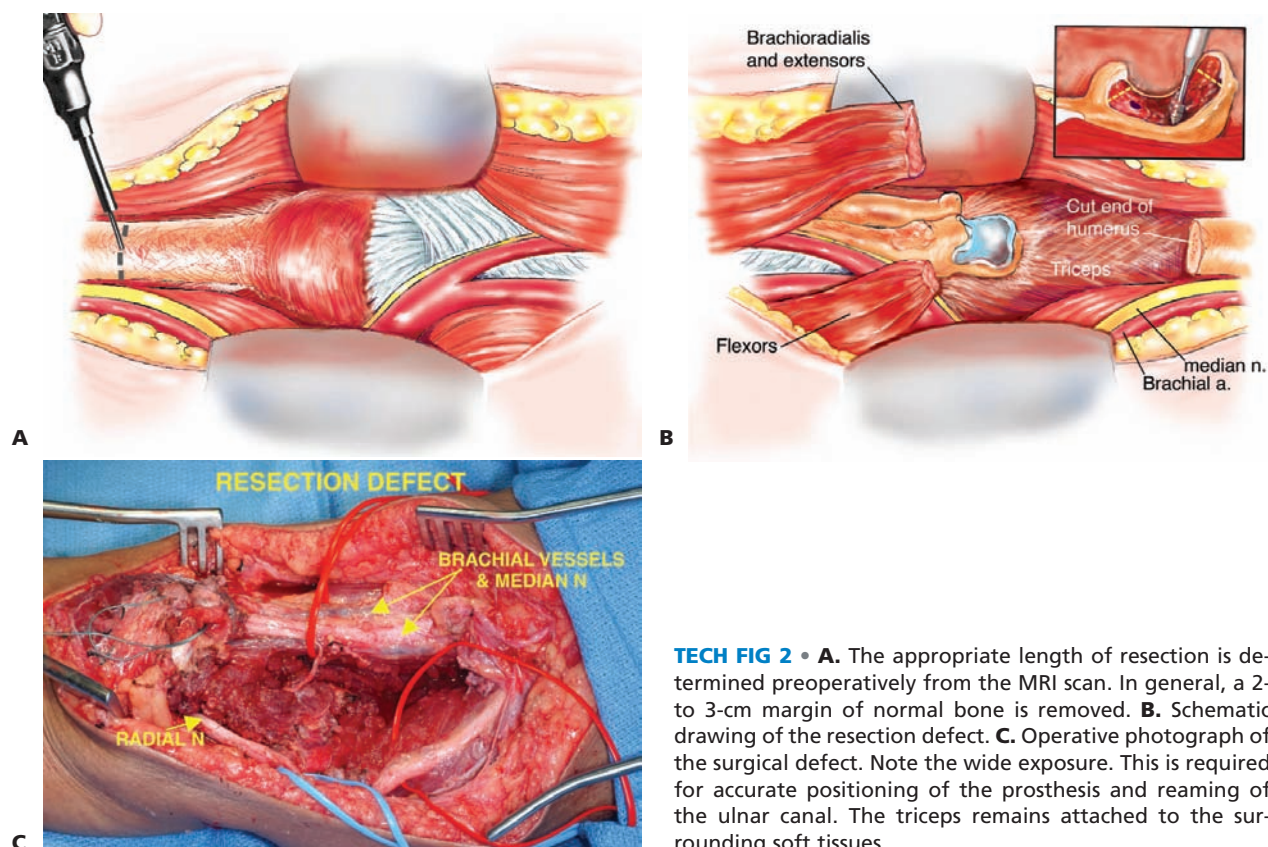 A
Brachioradialis
and extensors
Cut end of
humerus
Triceps
Flexors
median n.
Brachial a.
B
RESECTION DEFECT
BRACHIAL VESSELS
& MEDIAN N
RADIAL N
C
TECH FIG 2 • A. The appropriate length of resection is de-
termined preoperatively from the MRI scan. In general, a 2-
to 3-cm margin of normal bone is removed. B. Schematic
drawing of the resection defect. C. Operative photograph of
the surgical defect. Note the wide exposure. This is required
for accurate positioning of the prosthesis and reaming of
the ulnar canal. The triceps remains attached to the sur-
rounding soft tissues.